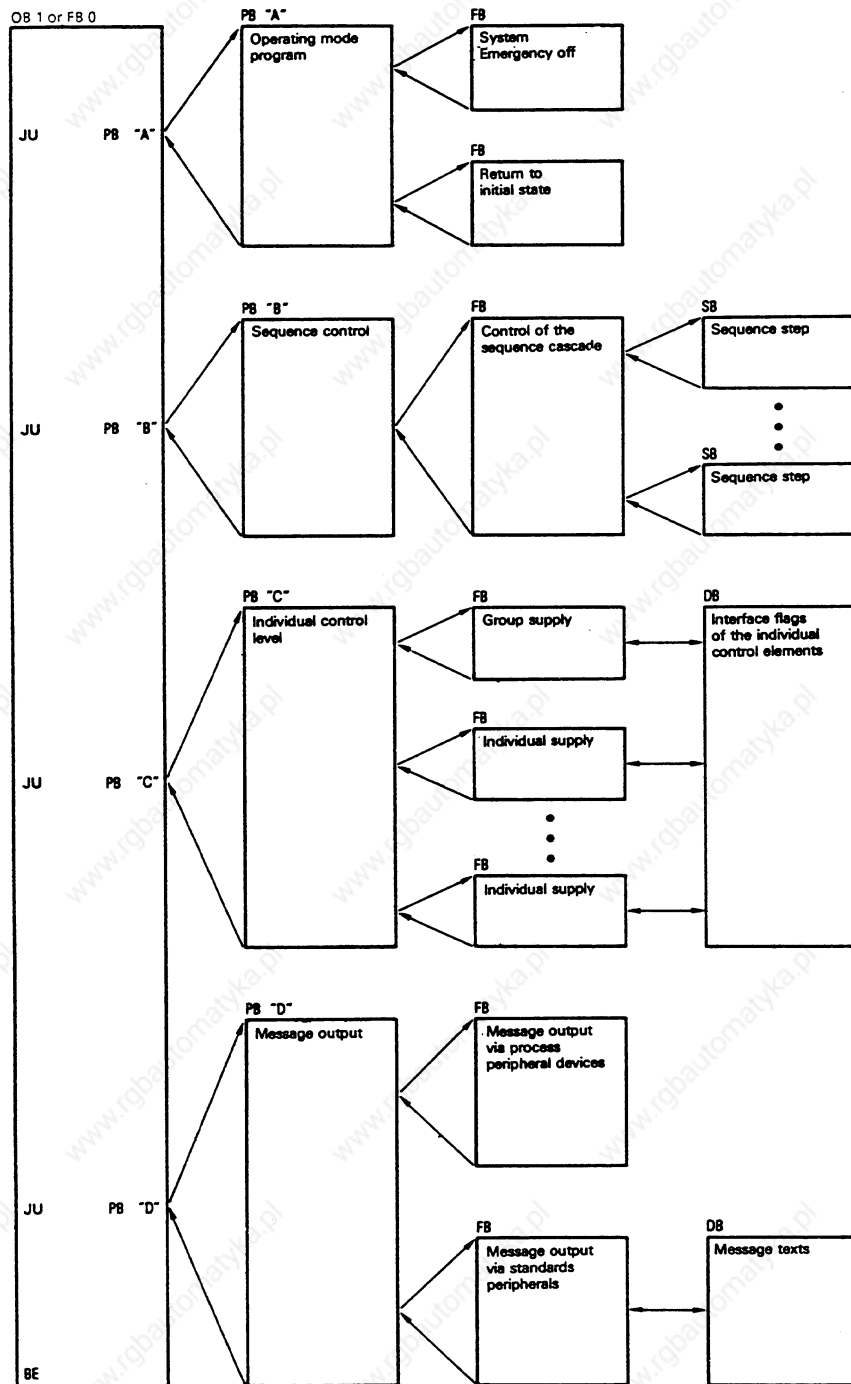 OB 1 or FB 0
PB "A"
Operating mode
program
FB
System
Emergency off
JU PB "A"
FB
Return to
initial state
PB "B"
Sequence control
FB
Control of the
sequence cascade
SB
Sequence step
JU PB "B"
SB
Sequence step
PB "C"
Individual control
level
FB
Group supply
DB
Interface flags
of the individual
control elements
FB
Individual supply
JU PB "C"
FB
Individual supply
PB "D"
Message output
FB
Message output
via process
peripheral devices
JU PB "D"
FB
Message output
via standards
peripherals
DB
Message texts
BE
www.rgbautomatyka.pl